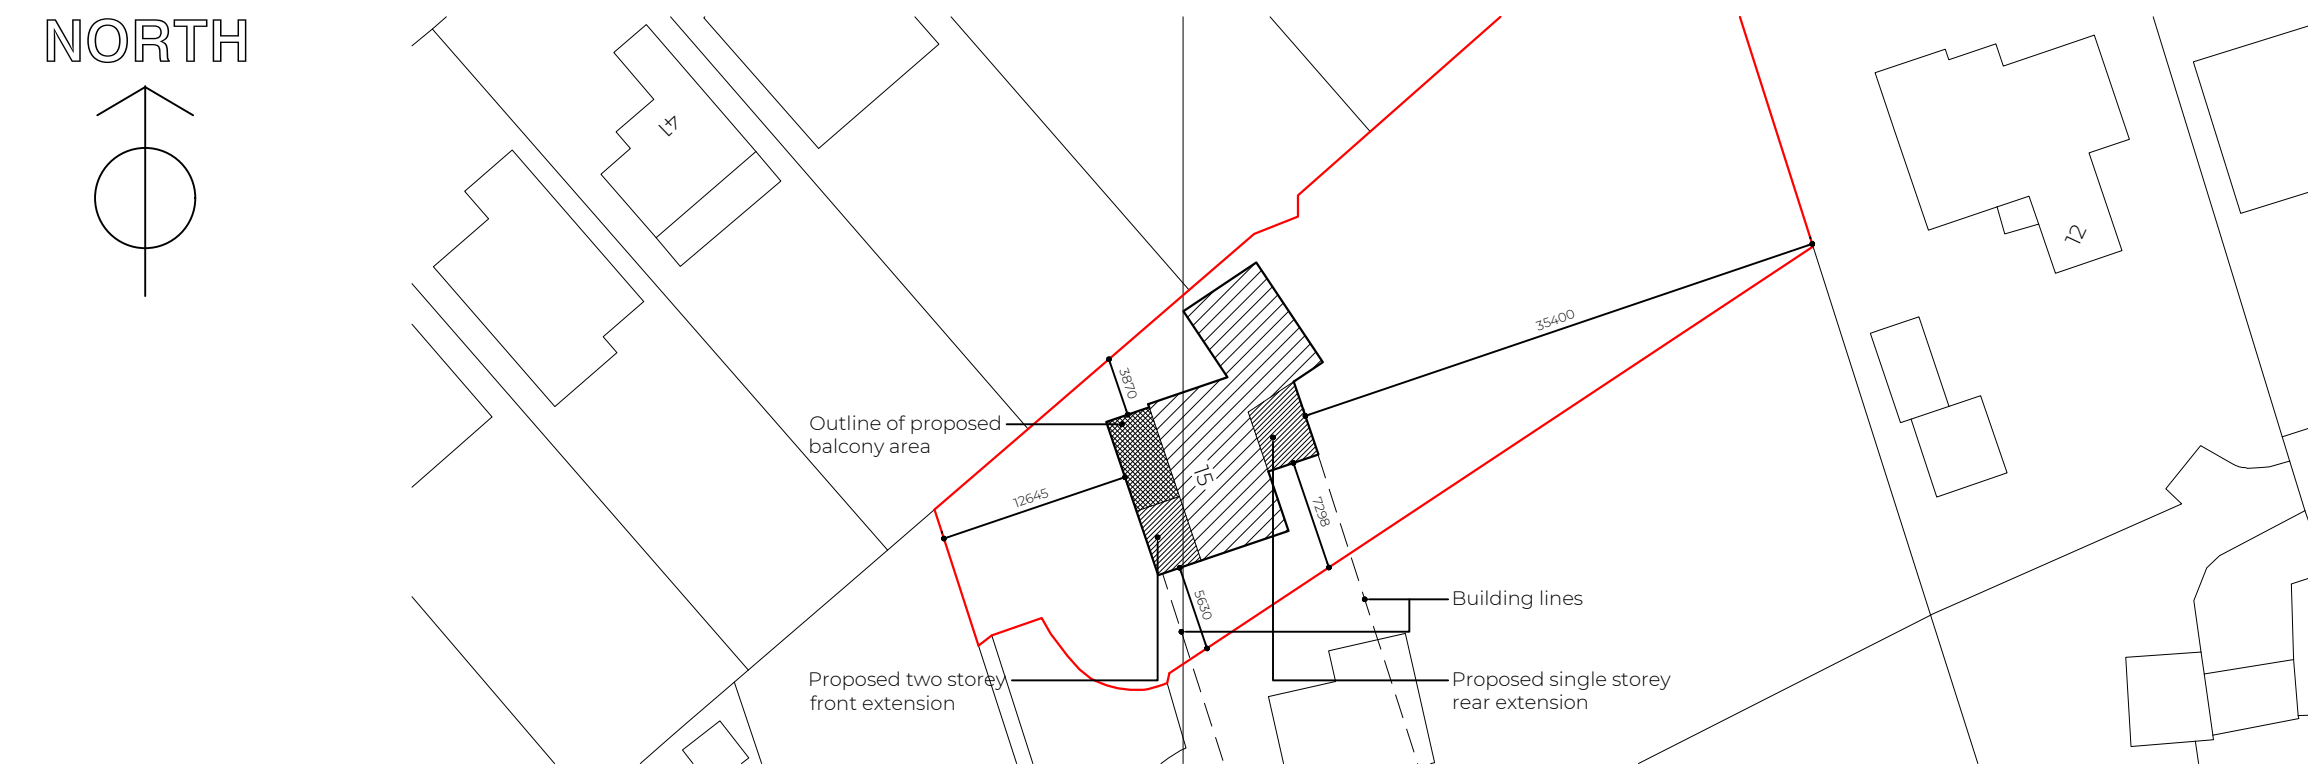 NORTH
47
12
35400
3870
Outline of proposed
balcony area
15
12645
7298
5630
Building lines
Proposed two storey
front extension
Proposed single storey
rear extension